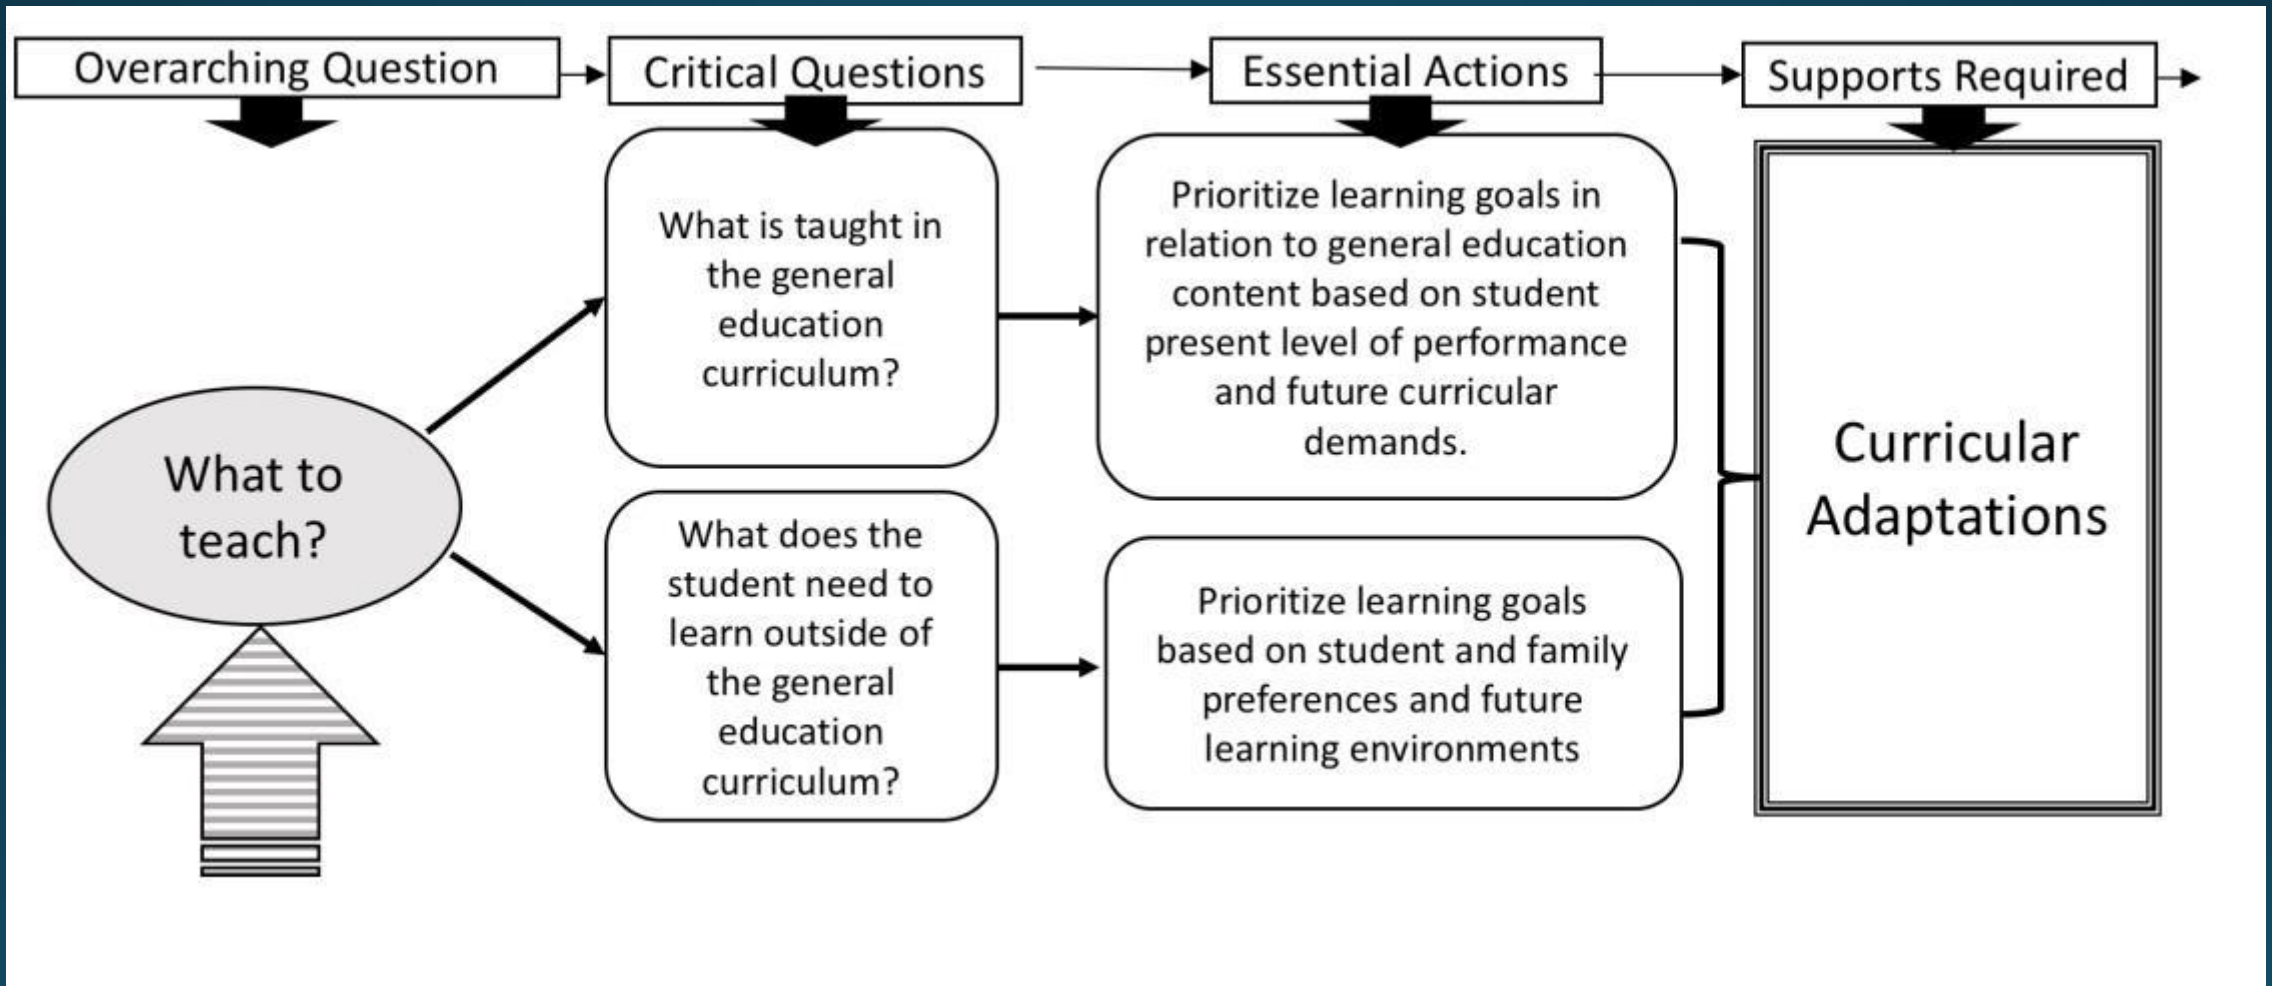 Overarching Question
Critical Questions
Essential Actions
Supports Required
What to
teach?
What is taught in
the general
education
curriculum?
Prioritize learning goals in
relation to general education
content based on student
present level of performance
and future curricular
demands.
What does the
student need to
learn outside of
the general
education
curriculum?
Prioritize learning goals
based on student and family
preferences and future
learning environments
Curricular
Adaptations